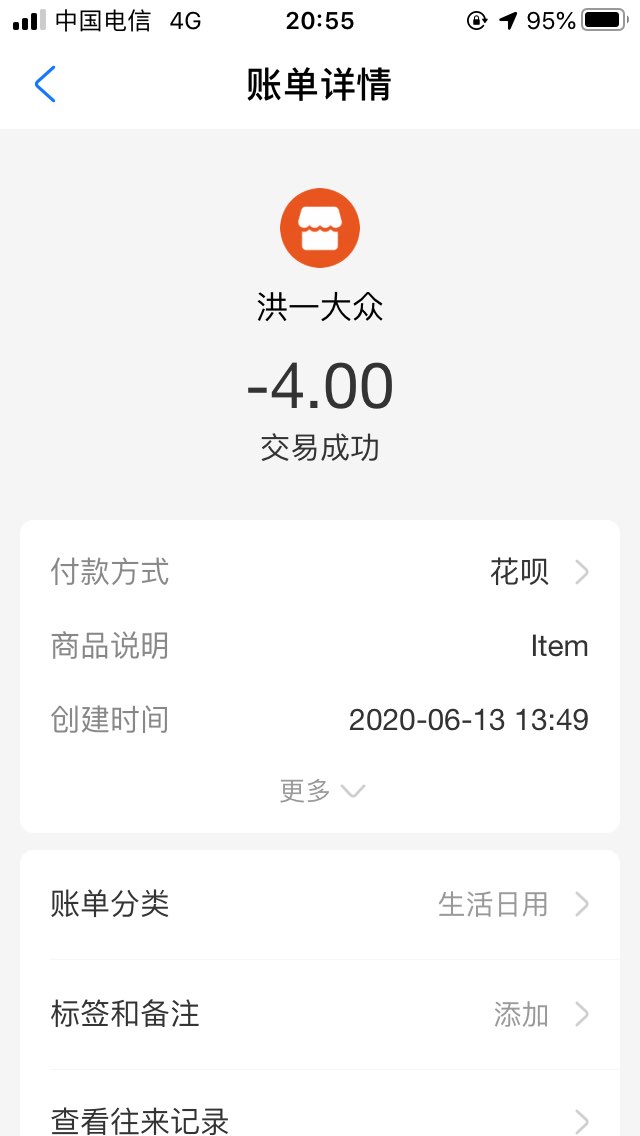 中国电信 4G 20:55 95%
账单详情
洪一大众
-4.00
交易成功
付款方式 花呗
商品说明 Item
创建时间 2020-06-13 13:49
更多
账单分类 生活日用
标签和备注 添加
查看往来记录